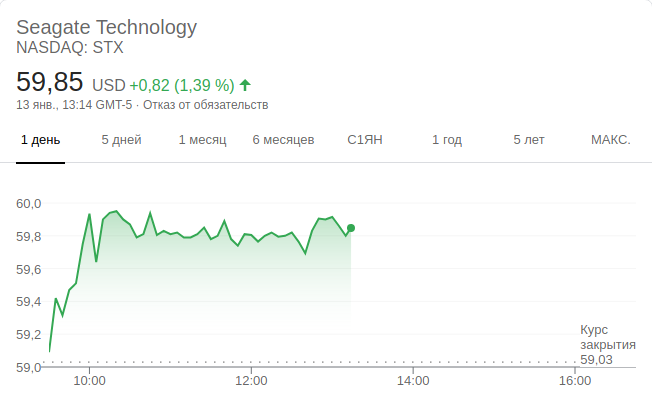 Seagate Technology
NASDAQ: STX
59,85 USD +0,82 (1,39 %)
13 янв., 13:14 GMT-5 · Отказ от обязательств
1 день 5 дней 1 месяц 6 месяцев С1ЯН 1 год 5 лет МАКС.
60,0
59,8
59,6
59,4
59,2
59,0
Курс
закрытия
59,03
10:00 12:00 14:00 16:00